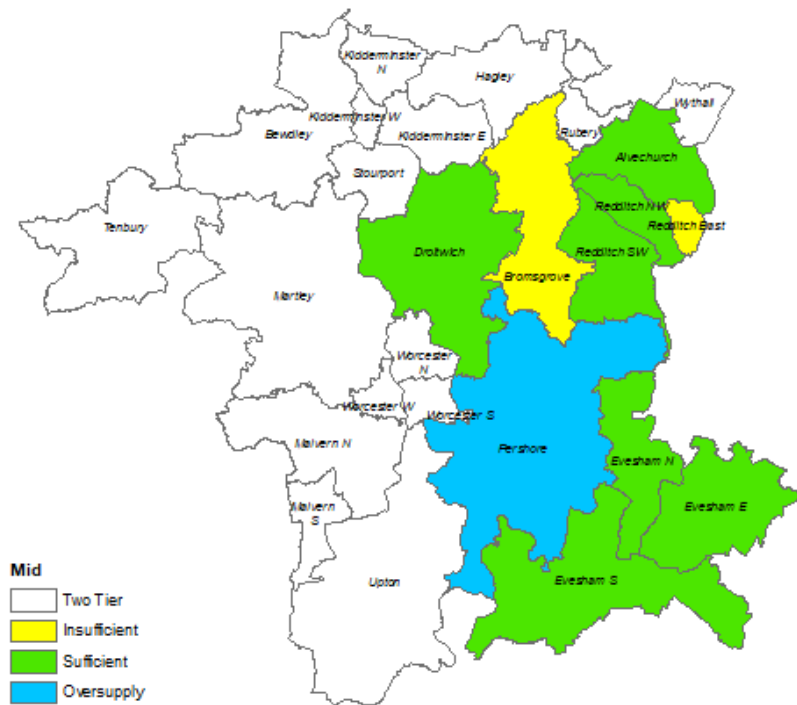 Kidderminster
N
Hagley
Wythall
Kidderminster W
Bewdley
Kidderminster E
Rubery
Alvechurch
Stourport
Redditch NW
Tenbury
Redditch East
Droitwich
Redditch SW
Bromsgrove
Martley
Worcester
N
Worcester W
Worcester S
Malvern N
Pershore
Evesham N
Malvern
S
Evesham E
Mid
Upton
Evesham S
Two Tier
Insufficient
Sufficient
Oversupply